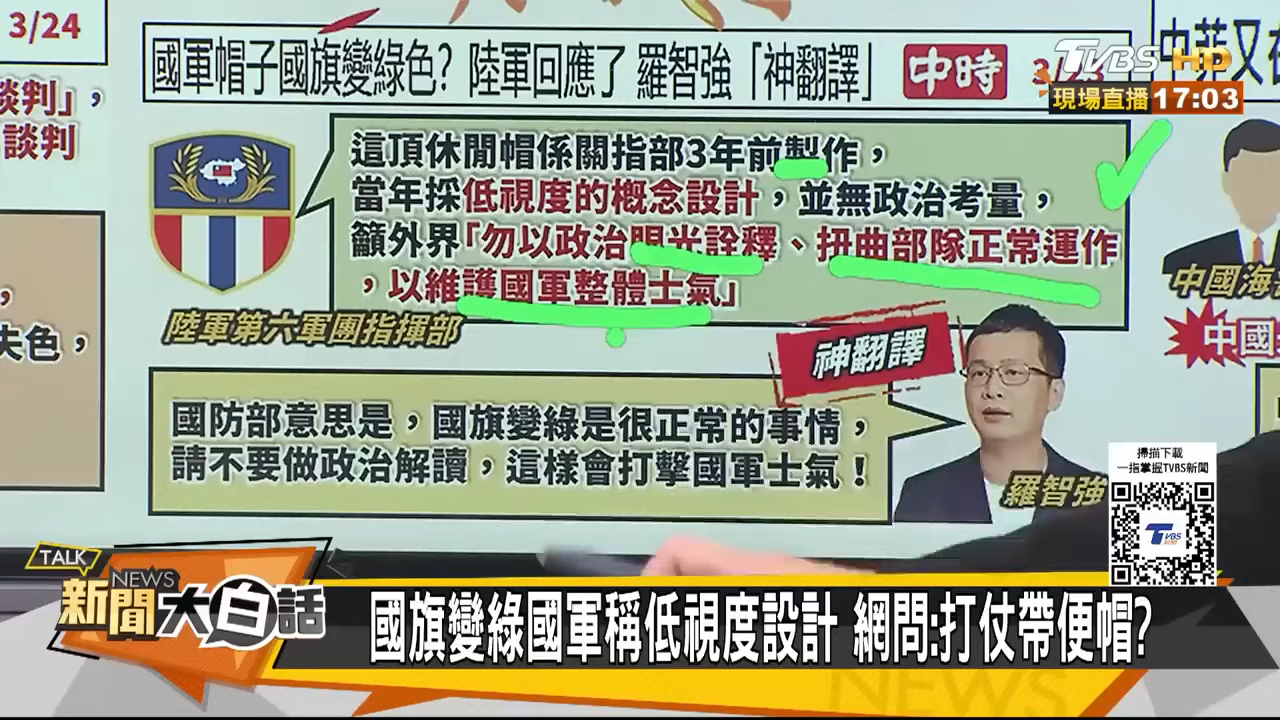 3/24
談判」，
談判
，
失色，
國軍帽子國旗變綠色? 陸軍回應了 羅智強「神翻譯」
中時
TVBS HD
現場直播 17:03
中菲又在
這頂休閒帽係關指部3年前製作，
當年採低視度的概念設計，並無政治考量，
籲外界「勿以政治眼光詮釋、扭曲部隊正常運作
，以維護國軍整體士氣」
陸軍第六軍團指揮部
神翻譯
國防部意思是，國旗變綠是很正常的事情，
請不要做政治解讀，這樣會打擊國軍士氣！
羅智強
中國海
中國
掃描下載
一指掌握TVBS新聞
TVBS
新聞
TALK
NEWS
新聞大白話
國旗變綠國軍稱低視度設計 網問:打仗帶便帽?
NEWS